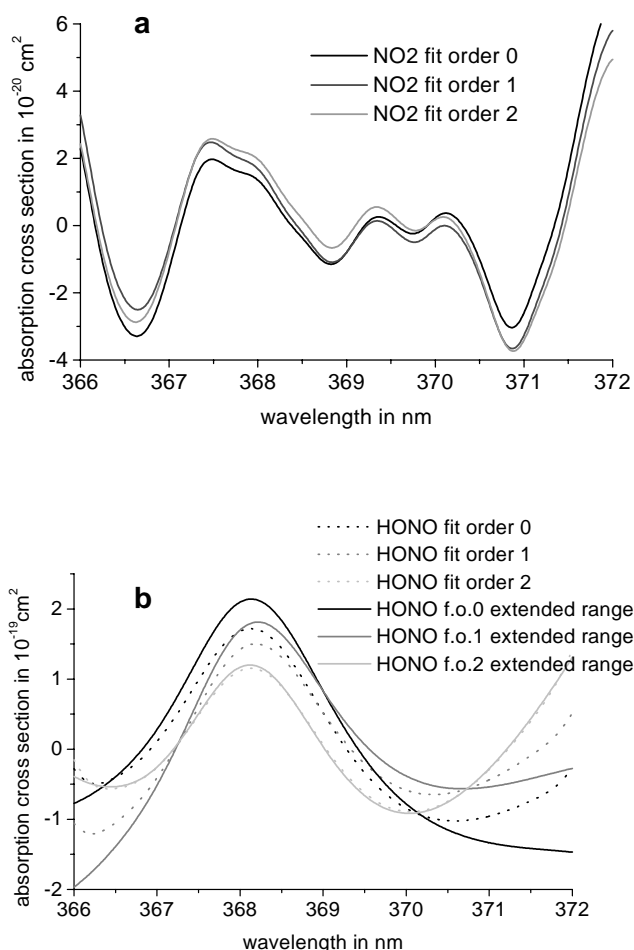 a
NO2 fit order 0
NO2 fit order 1
NO2 fit order 2
absorption cross section in 10⁻²⁰ cm²
6
4
2
0
-2
-4
366 367 368 369 370 371 372
wavelength in nm
b
HONO fit order 0
HONO fit order 1
HONO fit order 2
HONO f.o.0 extended range
HONO f.o.1 extended range
HONO f.o.2 extended range
absorption cross section in 10⁻¹⁹cm²
2
1
0
-1
-2
366 367 368 369 370 371 372
wavelength in nm